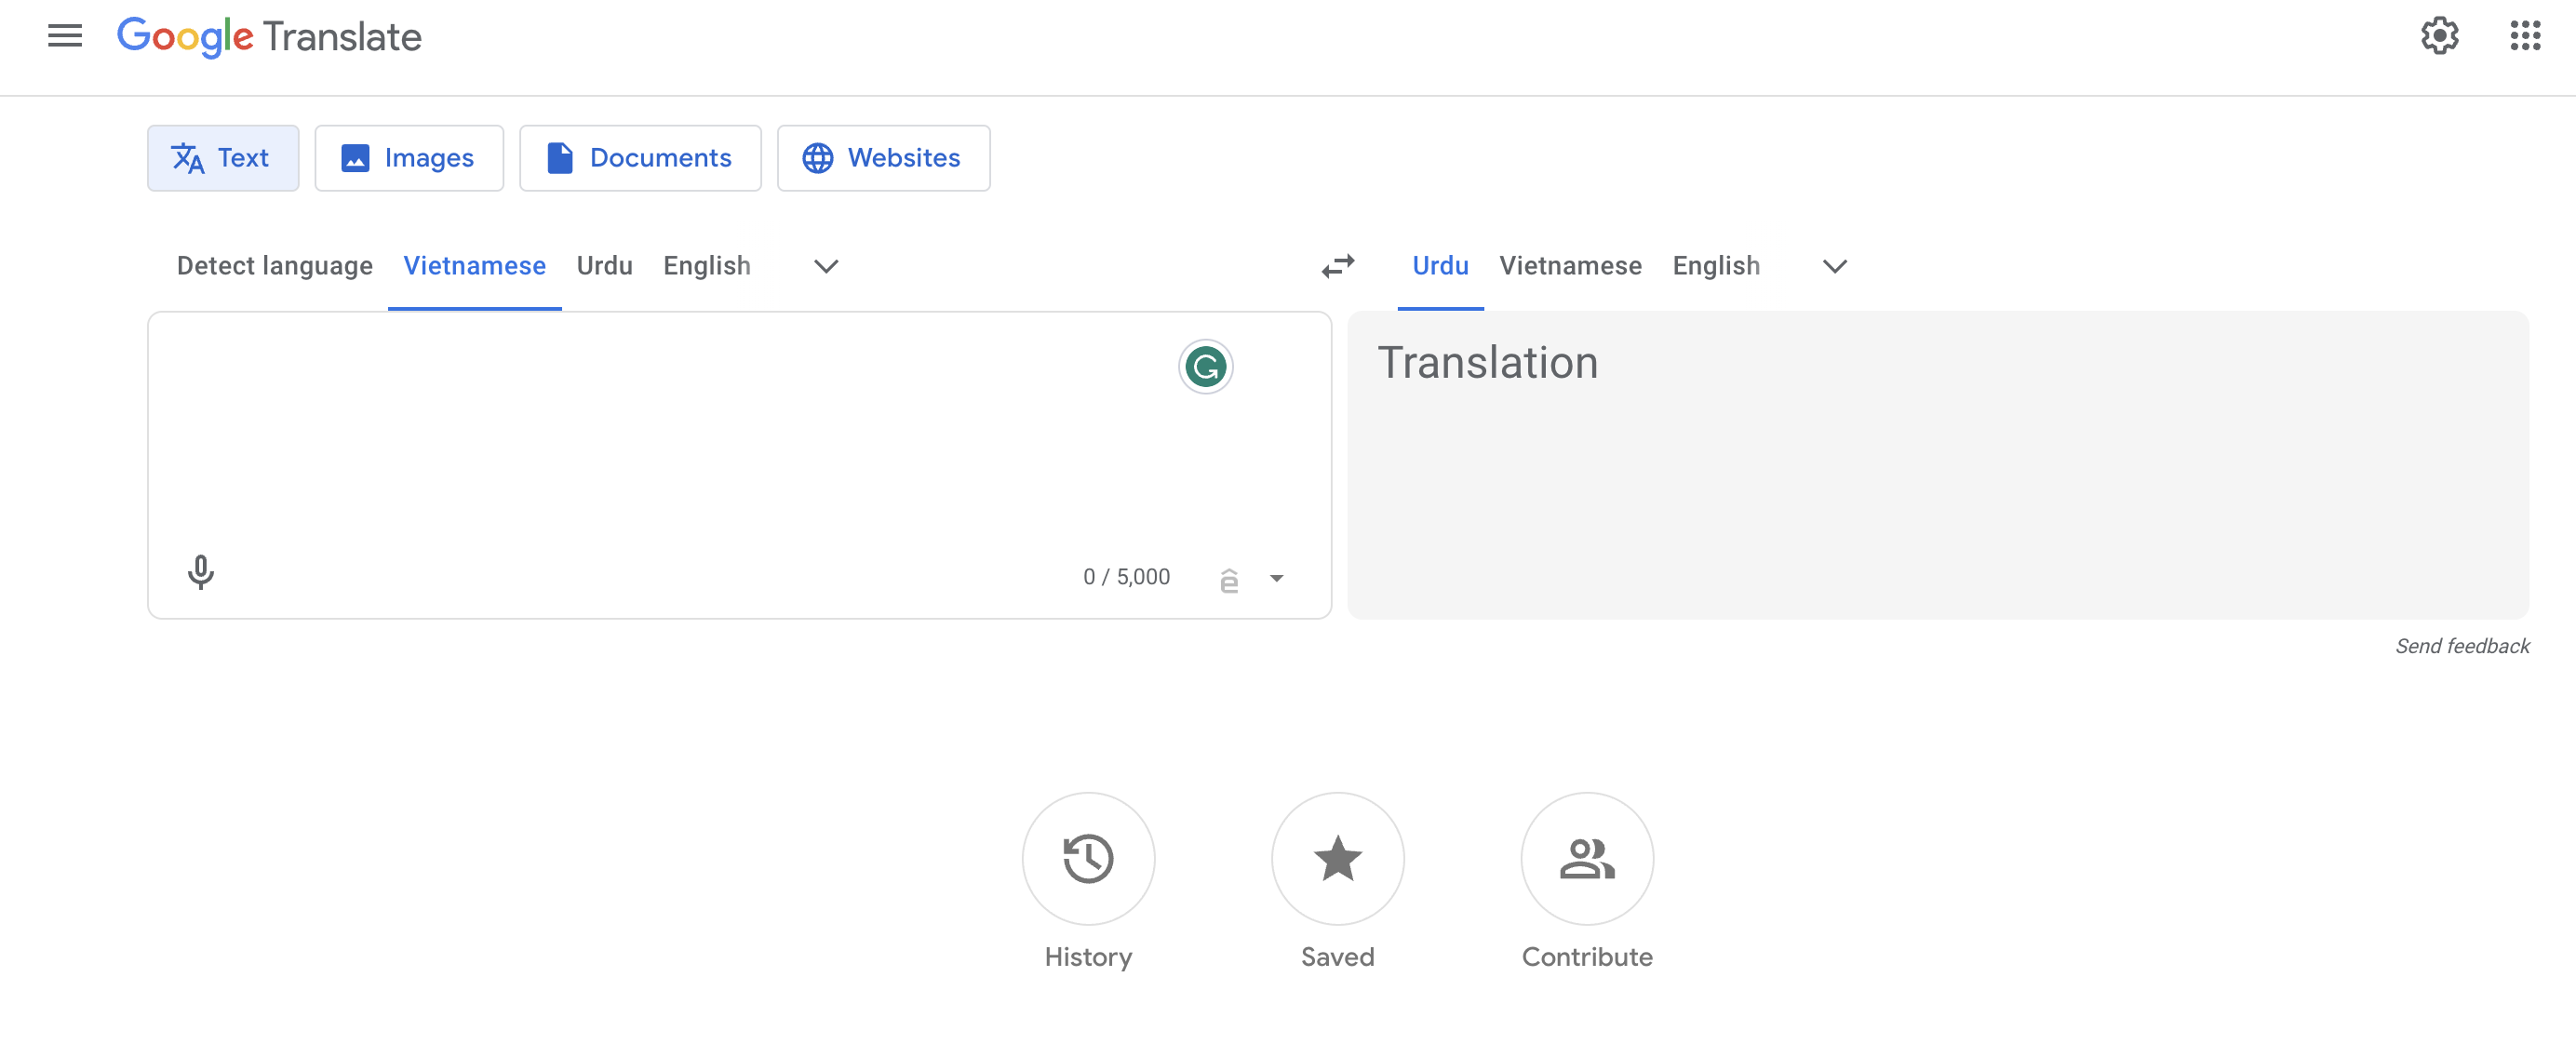 Google Translate
Text Images Documents Websites
Detect language Vietnamese Urdu English Urdu Vietnamese English
Translation
0 / 5,000
Send feedback
History Saved Contribute